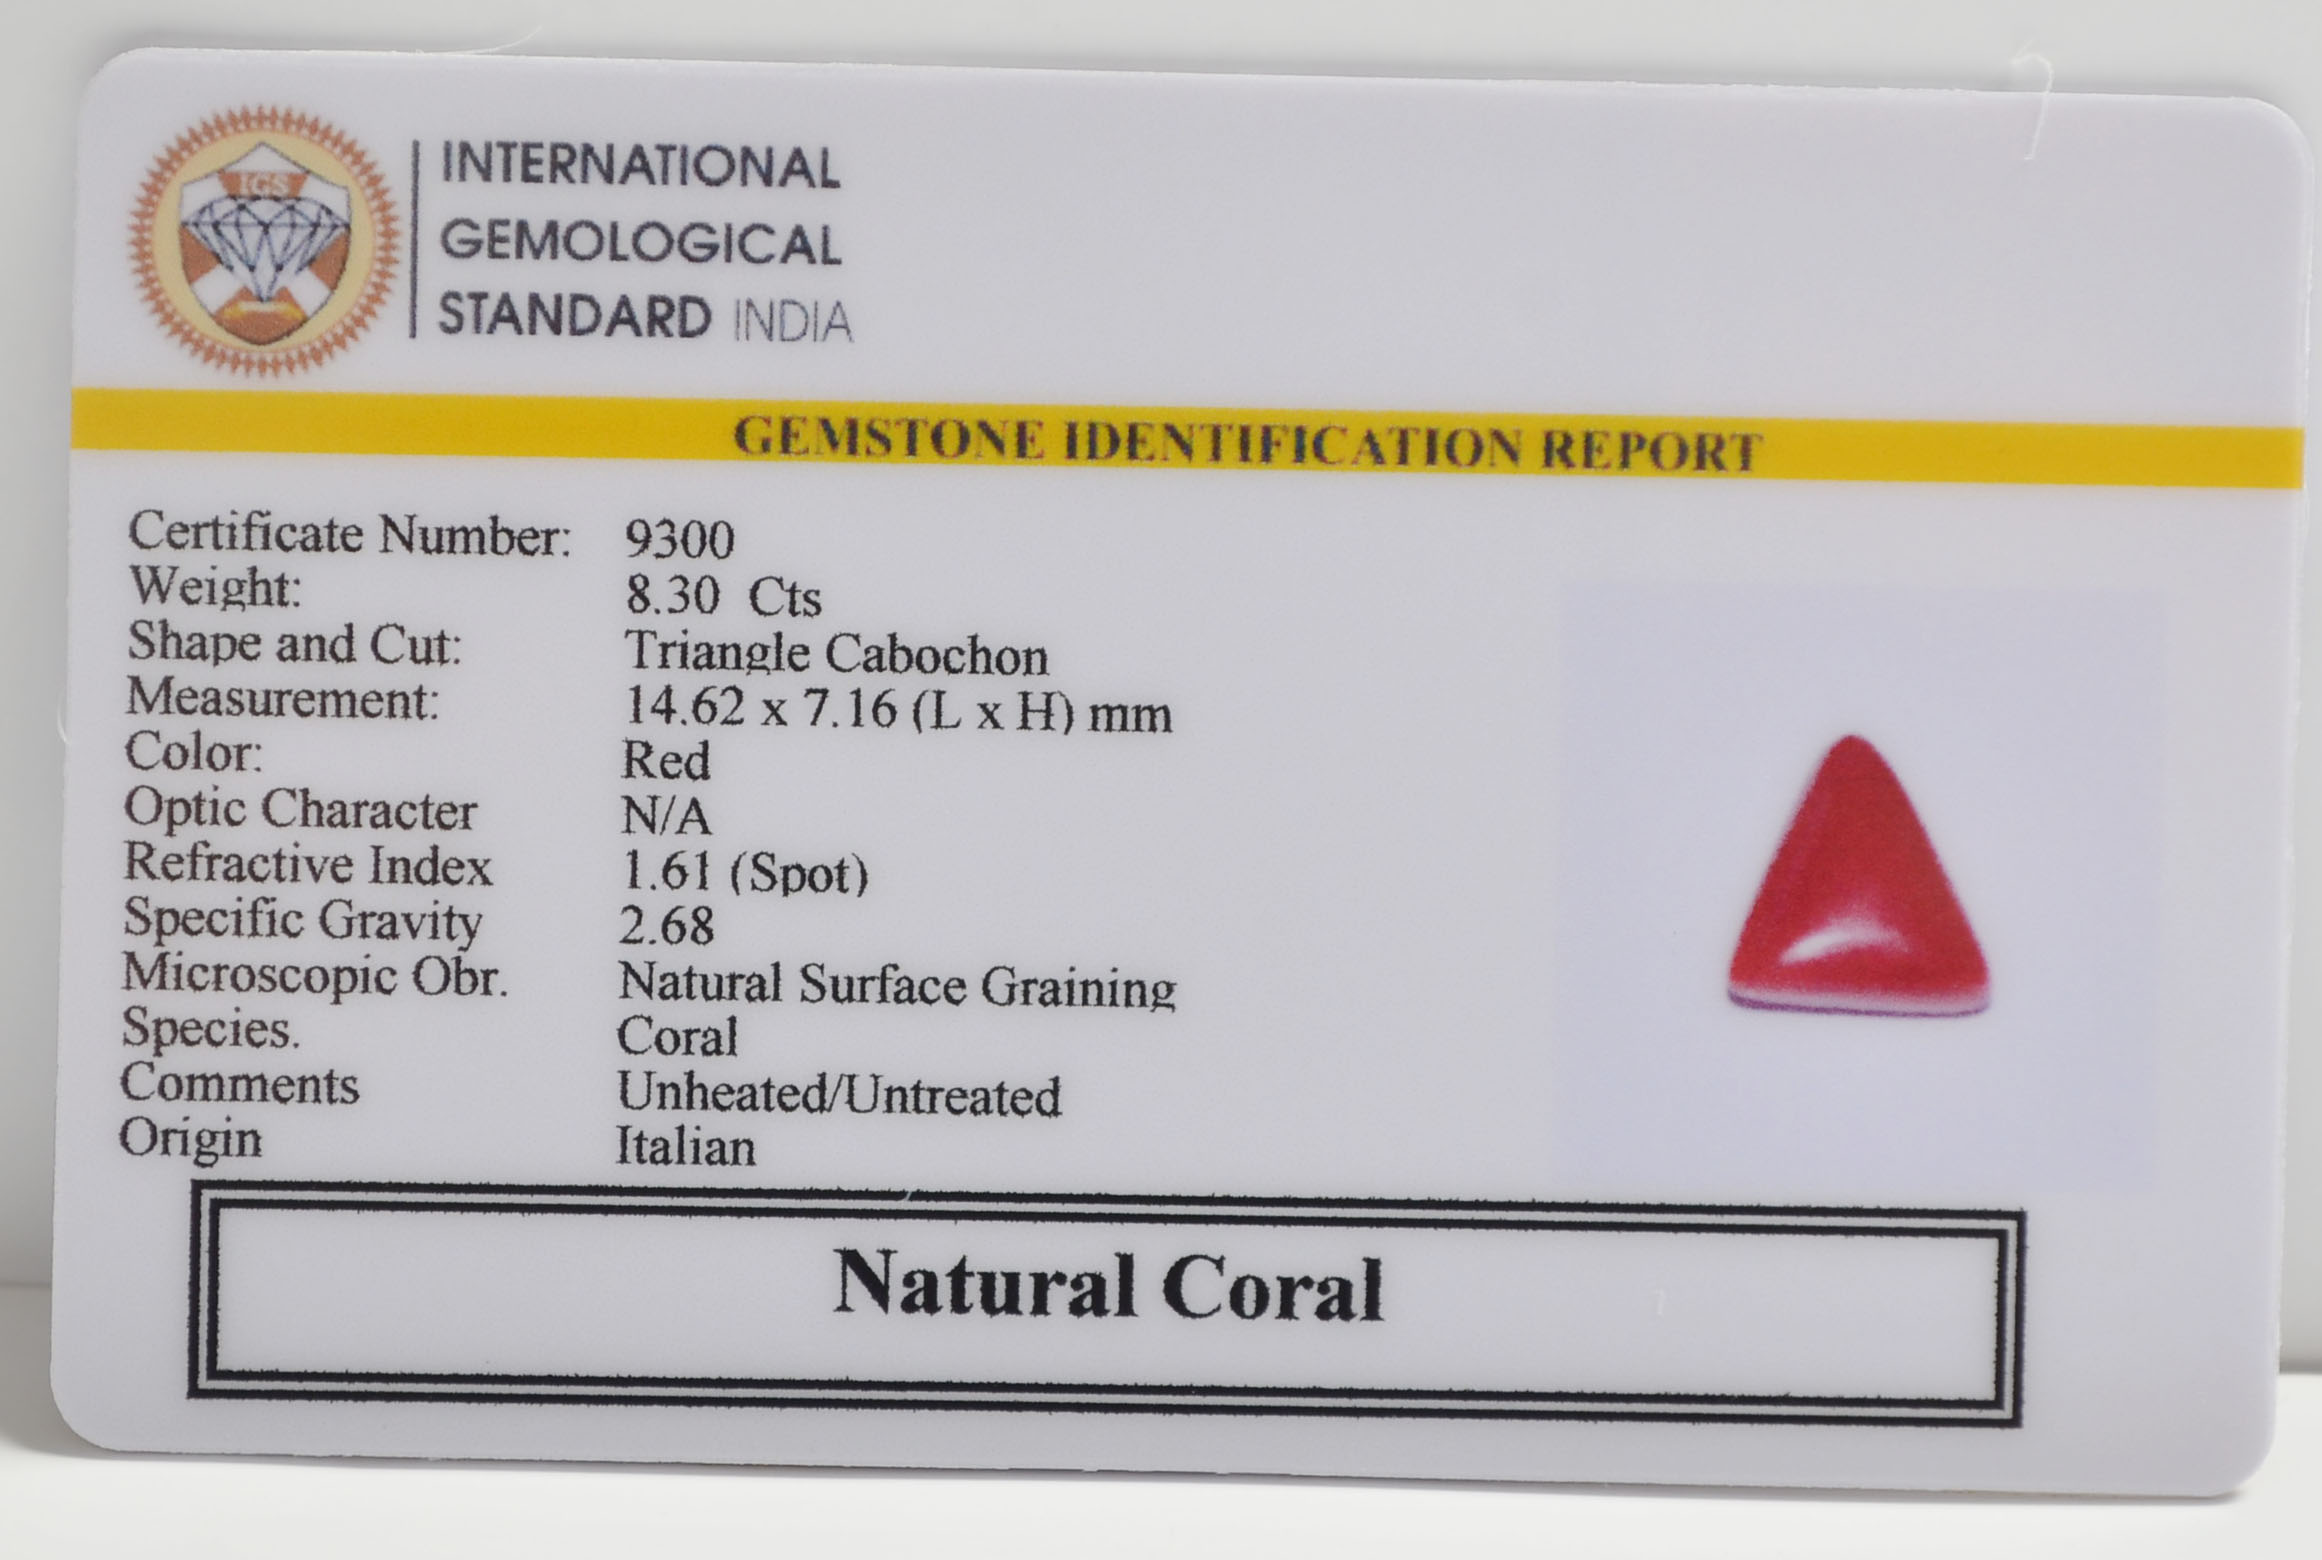 IGS
INTERNATIONAL
GEMOLOGICAL
STANDARD INDIA
GEMSTONE IDENTIFICATION REPORT
Certificate Number: 9300
Weight: 8.30 Cts
Shape and Cut: Triangle Cabochon
Measurement: 14.62 x 7.16 (L x H) mm
Color: Red
Optic Character N/A
Refractive Index 1.61 (Spot)
Specific Gravity 2.68
Microscopic Obr. Natural Surface Graining
Species. Coral
Comments Unheated/Untreated
Origin Italian
Natural Coral